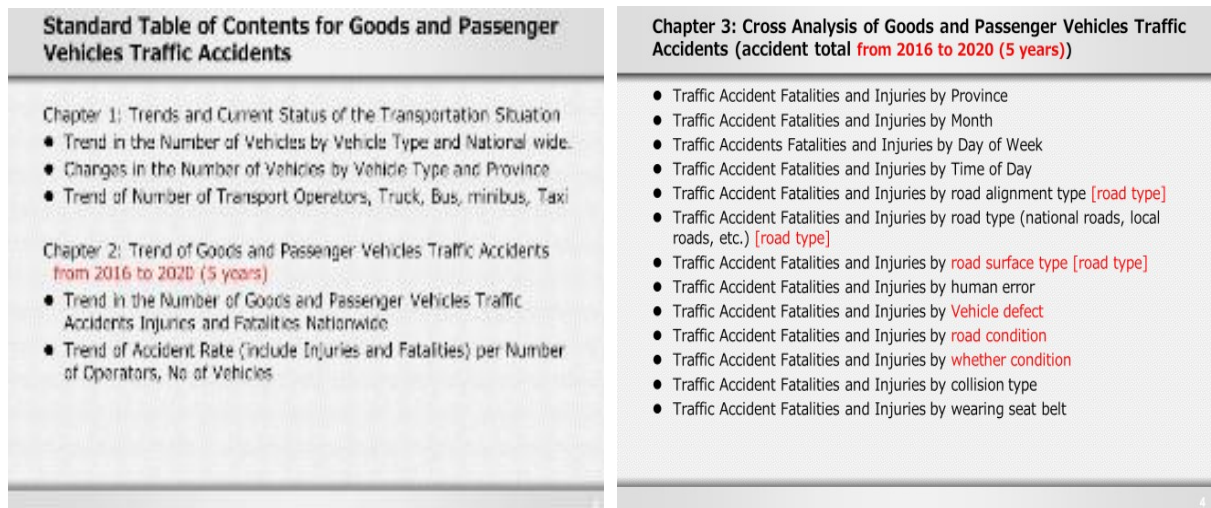 Standard Table of Contents for Goods and Passenger
Vehicles Traffic Accidents
Chapter 1: Trends and Current Status of the Transportation Situation
● Trend in the Number of Vehicles by Vehicle Type and National wide.
● Changes in the Number of Vehicles by Vehicle Type and Province
● Trend of Number of Transport Operators, Truck, Bus, minibus, Taxi
Chapter 2: Trend of Goods and Passenger Vehicles Traffic Accidents
from 2016 to 2020 (5 years)
● Trend in the Number of Goods and Passenger Vehicles Traffic
Accidents Injuries and Fatalities Nationwide
● Trend of Accident Rate (include Injuries and Fatalities) per Number
of Operators, No of Vehicles
Chapter 3: Cross Analysis of Goods and Passenger Vehicles Traffic
Accidents (accident total from 2016 to 2020 (5 years))
● Traffic Accident Fatalities and Injuries by Province
● Traffic Accident Fatalities and Injuries by Month
● Traffic Accidents Fatalities and Injuries by Day of Week
● Traffic Accident Fatalities and Injuries by Time of Day
● Traffic Accident Fatalities and Injuries by road alignment type [road type]
● Traffic Accident Fatalities and Injuries by road type (national roads, local
roads, etc.) [road type]
● Traffic Accident Fatalities and Injuries by road surface type [road type]
● Traffic Accident Fatalities and Injuries by human error
● Traffic Accident Fatalities and Injuries by Vehicle defect
● Traffic Accident Fatalities and Injuries by road condition
● Traffic Accident Fatalities and Injuries by whether condition
● Traffic Accident Fatalities and Injuries by collision type
● Traffic Accident Fatalities and Injuries by wearing seat belt
4